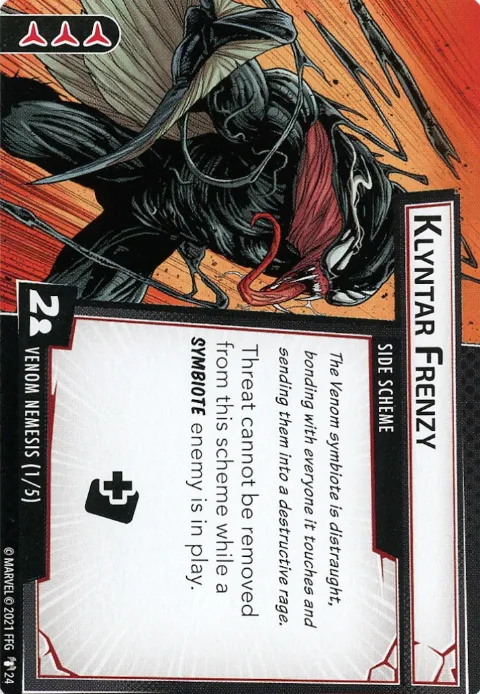 KLYNTAR FRENZY
SIDE SCHEME
The Venom symbiote is distraught,
bonding with everyone it touches and
sending them into a destructive rage.
Threat cannot be removed
from this scheme while a
SYMBIOTE enemy is in play.
2
VENOM NEMESIS (1/5)
© MARVEL © 2021 FFG 24